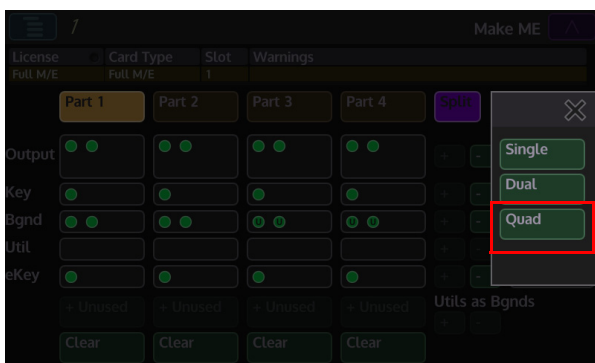 1 Make ME
License Card Type Slot Warnings
Full M/E Full M/E 1
Part 1 Part 2 Part 3 Part 4 Split
Output + - Single
Dual
Key + -
Bgnd U U U U + - Quad
Util + -
eKey + -
+ Unused + Unused + Unused + Unused Utils as Bgnds
+ -
Clear Clear Clear Clear